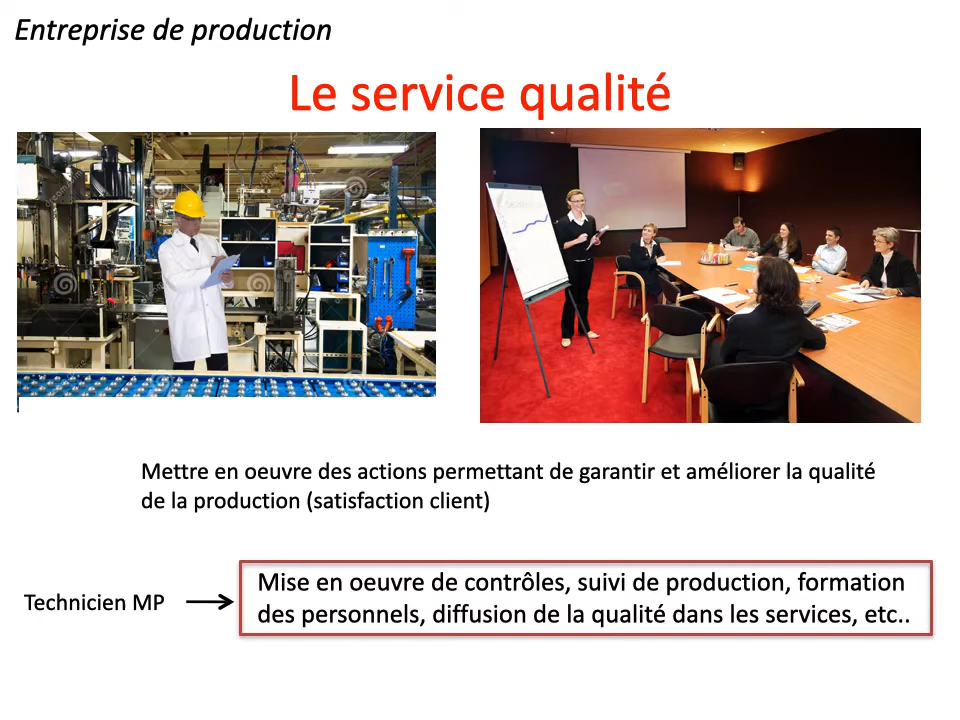 Entreprise de production
Le service qualité
Mettre en oeuvre des actions permettant de garantir et améliorer la qualité
de la production (satisfaction client)
Technicien MP
Mise en oeuvre de contrôles, suivi de production, formation
des personnels, diffusion de la qualité dans les services, etc..